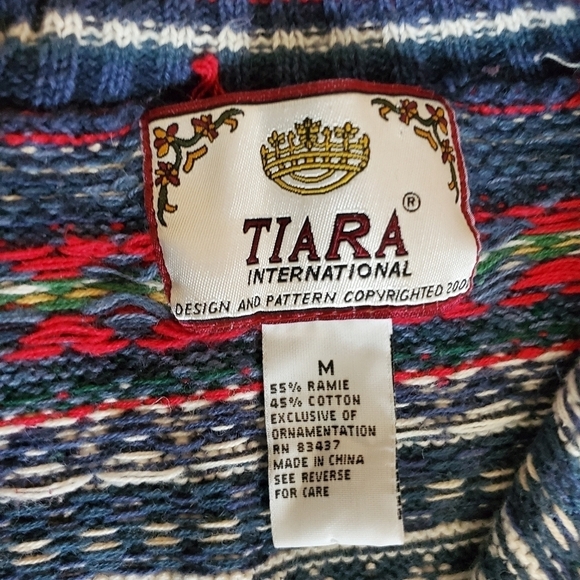 TIARA ®
INTERNATIONAL
DESIGN AND PATTERN COPYRIGHTED
M
55% RAMIE
45% COTTON
EXCLUSIVE OF
ORNAMENTATION
RN 83437
MADE IN CHINA
SEE REVERSE
FOR CARE